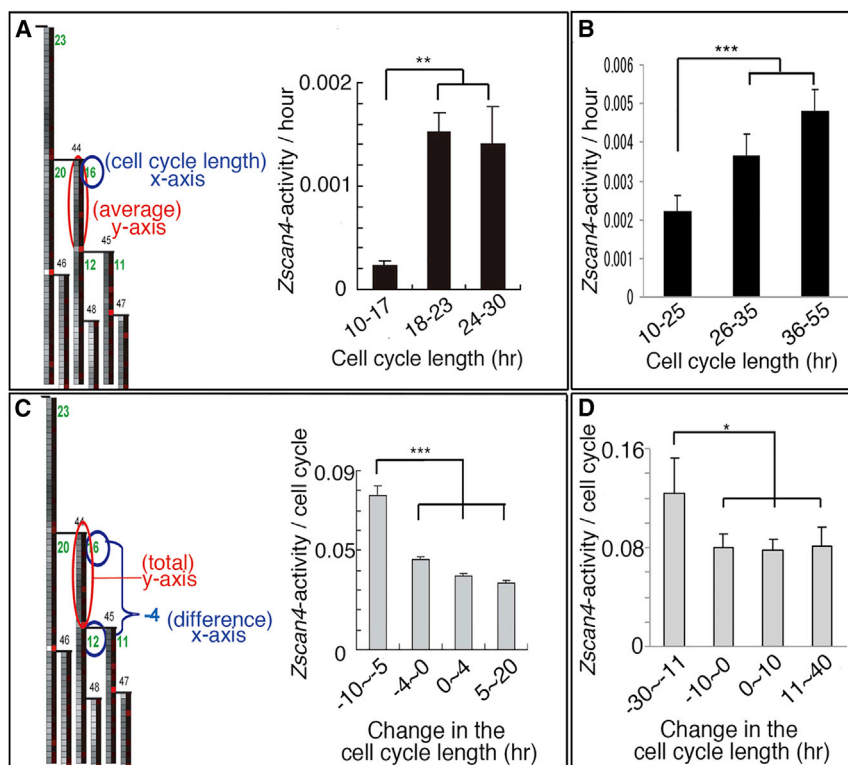 A
23
44
20
16
(cell cycle length)
x-axis
(average)
y-axis
45
46
12
11
48
47
Zscan4-activity / hour
0.002
0.001
0
**
10-17
18-23
24-30
Cell cycle length (hr)
B
Zscan4-activity / hour
0.006
0.005
0.004
0.003
0.002
0.001
0
***
10-25
26-35
36-55
Cell cycle length (hr)
C
23
44
20
16
(total)
y-axis
-4
(difference)
x-axis
45
46
12
11
48
47
Zscan4-activity / cell cycle
0.09
0.05
0
***
-10~-5
-4~0
0~4
5~20
Change in the
cell cycle length (hr)
D
Zscan4-activity / cell cycle
0.16
0.08
0
*
-30~-11
-10~0
0~10
11~40
Change in the
cell cycle length (hr)